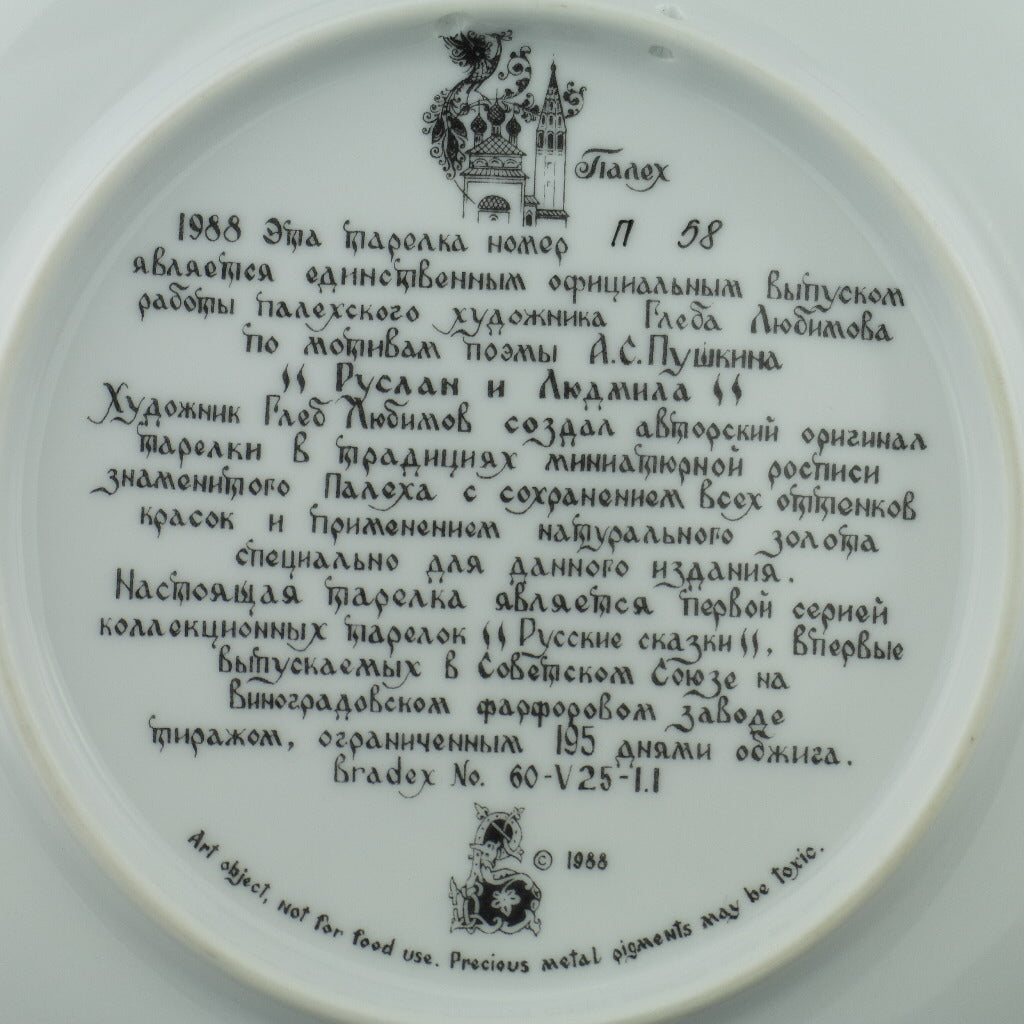 Палех
1988 Эта тарелка номер П 58
является единственным официальным выпуском
работы палехского художника Глеба Любимова
по мотивам поэмы А.С.Пушкина
"Руслан и Людмила"
Художник Глеб Любимов создал авторский оригинал
тарелки в традициях миниатюрной росписи
знаменитого Палеха с сохранением всех оттенков
красок и применением натурального золота
специально для данного издания.
Настоящая тарелка является первой серией
коллекционных тарелок "Русские сказки", впервые
выпускаемых в Советском Союзе на
Виноградовском фарфоровом заводе
тиражом, ограниченным 195 днями обжига.
Bradex No. 60-V25-1.1
© 1988
Art object, not for food use. Precious metal pigments may be toxic.